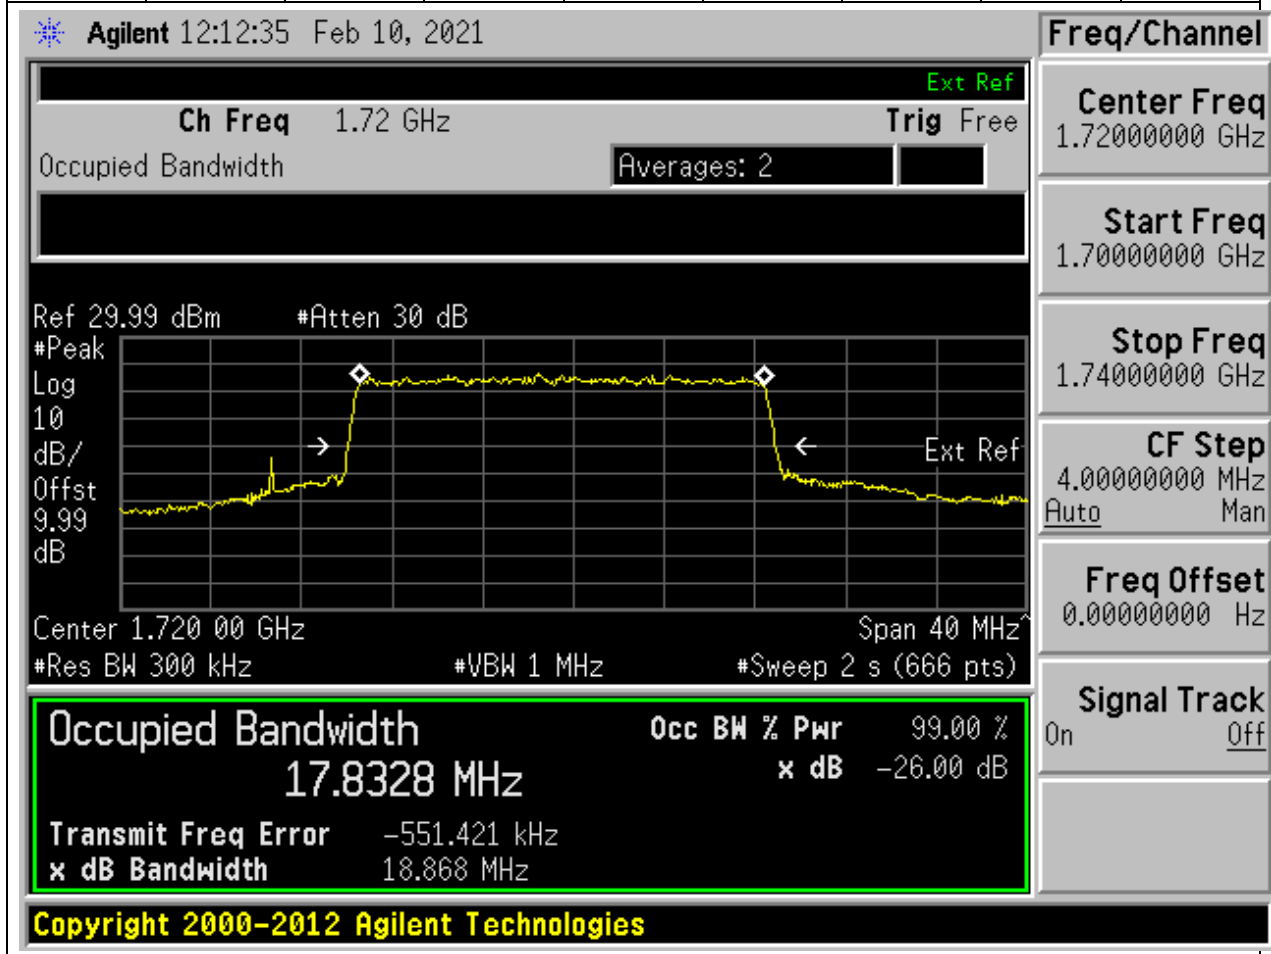 Agilent 12:12:35 Feb 10, 2021
Freq/Channel
Ext Ref
Ch Freq 1.72 GHz
Trig Free
Occupied Bandwidth
Averages: 2
Center Freq
1.72000000 GHz
Start Freq
1.70000000 GHz
Stop Freq
1.74000000 GHz
CF Step
4.00000000 MHz
Auto Man
Freq Offset
0.00000000 Hz
Signal Track
On Off
Ref 29.99 dBm #Atten 30 dB
#Peak
Log
10
dB/
Offst
9.99
dB
Ext Ref
Center 1.720 00 GHz Span 40 MHz^
#Res BW 300 kHz #VBW 1 MHz #Sweep 2 s (666 pts)
Occupied Bandwidth
17.8328 MHz
Occ BW % Pwr 99.00 %
x dB -26.00 dB
Transmit Freq Error -551.421 kHz
x dB Bandwidth 18.868 MHz
Copyright 2000-2012 Agilent Technologies